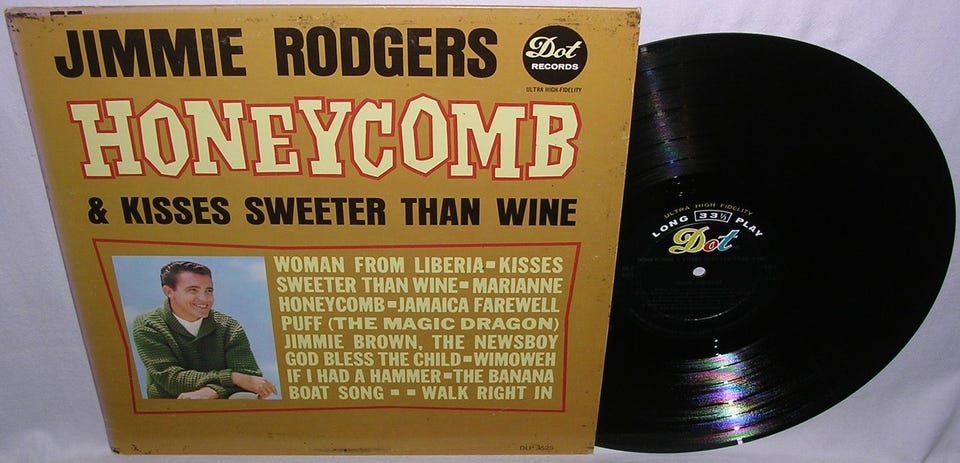 JIMMIE RODGERS
Dot
RECORDS
ULTRA HIGH-FIDELITY
HONEYCOMB
& KISSES SWEETER THAN WINE
WOMAN FROM LIBERIA - KISSES
SWEETER THAN WINE - MARIANNE
HONEYCOMB - JAMAICA FAREWELL
PUFF (THE MAGIC DRAGON)
JIMMIE BROWN, THE NEWSBOY
GOD BLESS THE CHILD - WIMOWEH
IF I HAD A HAMMER - THE BANANA
BOAT SONG - - WALK RIGHT IN
DLP 3525
ULTRA HIGH FIDELITY
LONG 33⅓ PLAY
Dot